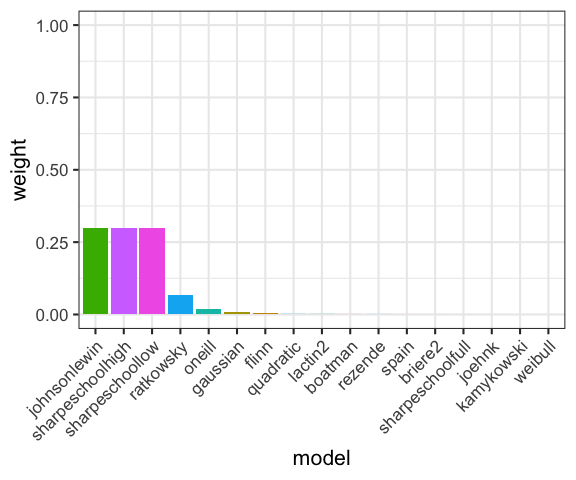 1.00
0.75
0.50
0.25
0.00
weight
johnsonlewin
sharpeschoolhigh
sharpeschoollow
ratkowsky
oneill
gaussian
flinn
quadratic
lactin2
boatman
rezende
spain
briere2
sharpeschoolfull
joehnk
kamykowski
weibull
model